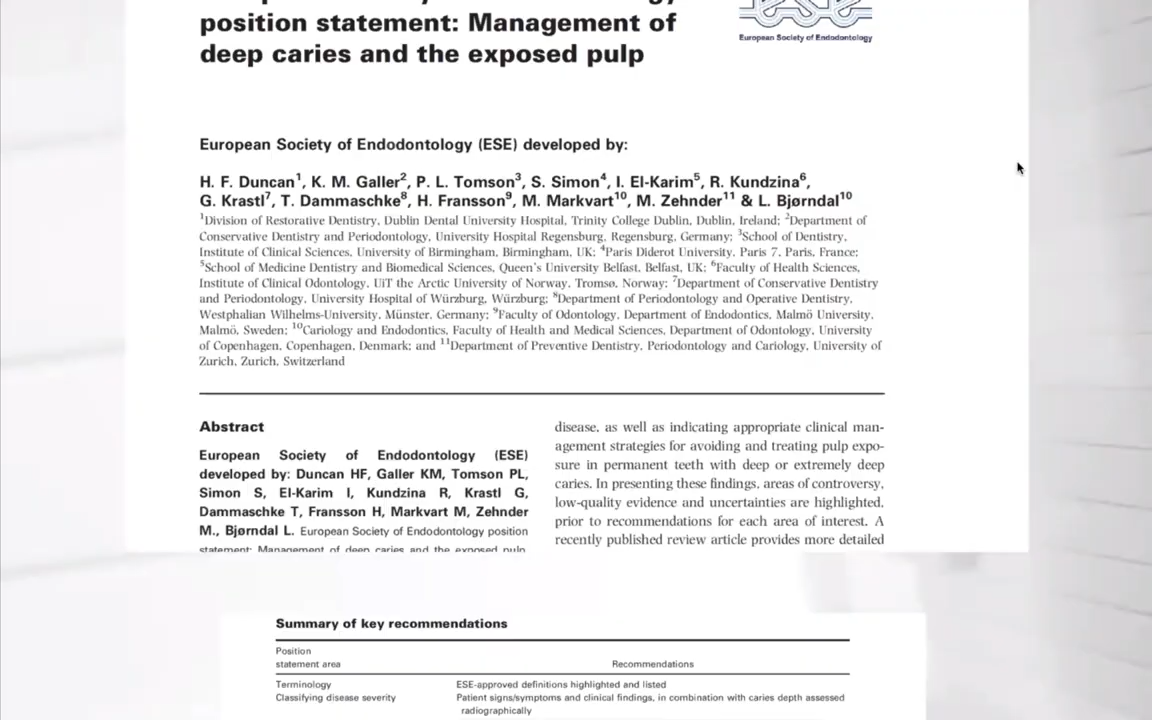 position statement: Management of
deep caries and the exposed pulp
European Society of Endodontology
European Society of Endodontology (ESE) developed by:
H. F. Duncan1, K. M. Galler2, P. L. Tomson3, S. Simon4, I. El-Karim5, R. Kundzina6,
G. Krastl7, T. Dammaschke8, H. Fransson9, M. Markvart10, M. Zehnder11 & L. Bjørndal10
1Division of Restorative Dentistry, Dublin Dental University Hospital, Trinity College Dublin, Dublin, Ireland; 2Department of
Conservative Dentistry and Periodontology, University Hospital Regensburg, Regensburg, Germany; 3School of Dentistry,
Institute of Clinical Sciences, University of Birmingham, Birmingham, UK; 4Paris Diderot University, Paris 7, Paris, France;
5School of Medicine Dentistry and Biomedical Sciences, Queen's University Belfast, Belfast, UK; 6Faculty of Health Sciences,
Institute of Clinical Odontology, UiT the Arctic University of Norway, Tromsø, Norway; 7Department of Conservative Dentistry
and Periodontology, University Hospital of Würzburg, Würzburg; 8Department of Periodontology and Operative Dentistry,
Westphalian Wilhelms-University, Münster, Germany; 9Faculty of Odontology, Department of Endodontics, Malmö University,
Malmö, Sweden; 10Cariology and Endodontics, Faculty of Health and Medical Sciences, Department of Odontology, University
of Copenhagen, Copenhagen, Denmark; and 11Department of Preventive Dentistry, Periodontology and Cariology, University of
Zurich, Zurich, Switzerland
Abstract
European Society of Endodontology (ESE)
developed by: Duncan HF, Galler KM, Tomson PL,
Simon S, El-Karim I, Kundzina R, Krastl G,
Dammaschke T, Fransson H, Markvart M, Zehnder
M., Bjørndal L. European Society of Endodontology position
statement: Management of deep caries and the exposed pulp.
disease, as well as indicating appropriate clinical man-
agement strategies for avoiding and treating pulp expo-
sure in permanent teeth with deep or extremely deep
caries. In presenting these findings, areas of controversy,
low-quality evidence and uncertainties are highlighted,
prior to recommendations for each area of interest. A
recently published review article provides more detailed
Summary of key recommendations
Position
statement area
Recommendations
Terminology
ESE-approved definitions highlighted and listed
Classifying disease severity
Patient signs/symptoms and clinical findings, in combination with caries depth assessed
radiographically